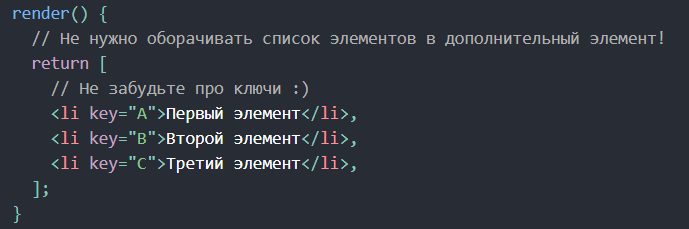 render() {
  // Не нужно оборачивать список элементов в дополнительный элемент!
  return [
    // Не забудьте про ключи :)
    <li key="A">Первый элемент</li>,
    <li key="B">Второй элемент</li>,
    <li key="C">Третий элемент</li>,
  ];
}